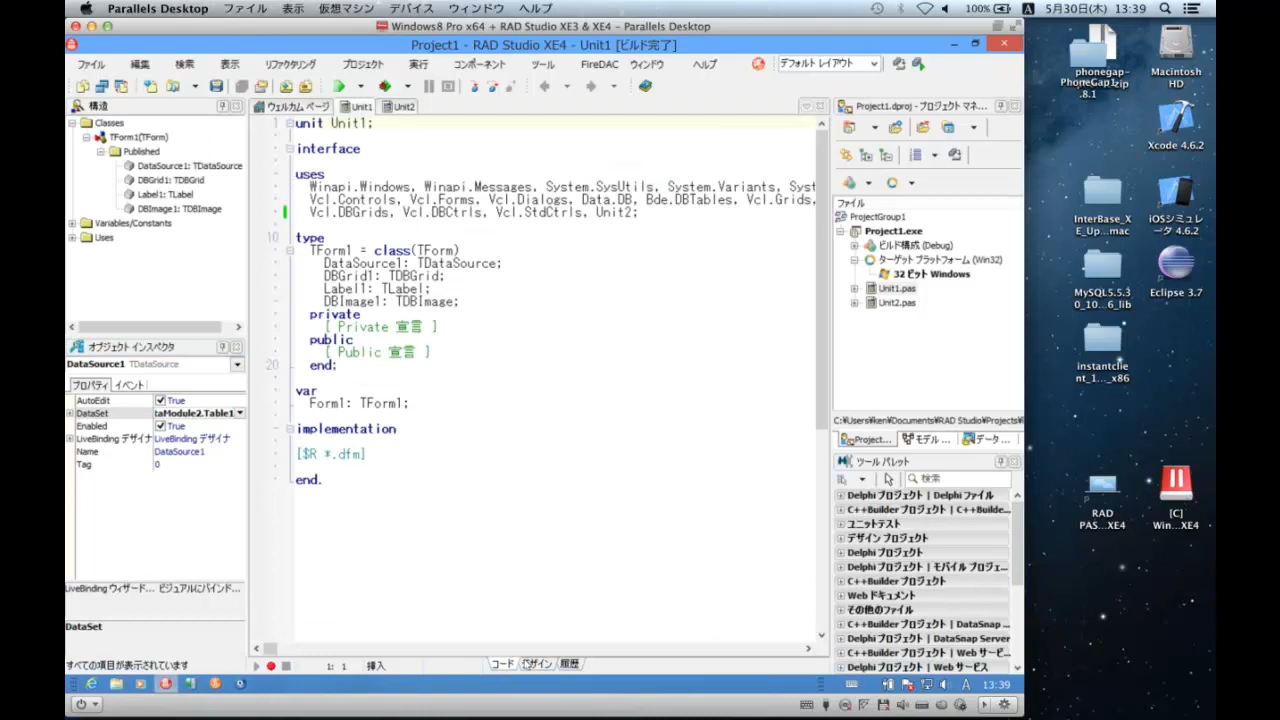 Parallels Desktop ファイル 表示 仮想マシン デバイス ウィンドウ ヘルプ 100% A 5月30日(木) 13:39
Windows8 Pro x64 + RAD Studio XE3 & XE4 - Parallels Desktop
Project1 - RAD Studio XE4 - Unit1 [ビルド完了]
ファイル 編集 検索 表示 リファクタリング プロジェクト 実行 コンポーネント ツール FireDAC ウィンドウ ヘルプ デフォルト レイアウト
構造
Classes
TForm1(TForm)
Published
DataSource1: TDataSource
DBGrid1: TDBGrid
Label1: TLabel
DBImage1: TDBImage
Variables/Constants
Uses
オブジェクト インスペクタ
DataSource1 TDataSource
プロパティ イベント
AutoEdit True
DataSet taModule2.Table1
Enabled True
LiveBinding デザイナ LiveBinding デザイナ
Name DataSource1
Tag 0
LiveBinding ウィザード... ビジュアルにバインド...
DataSet
すべての項目が表示されています
ウェルカム ページ Unit1 Unit2
1 unit Unit1;
interface
uses
Winapi.Windows, Winapi.Messages, System.SysUtils, System.Variants, Syst
Vcl.Controls, Vcl.Forms, Vcl.Dialogs, Data.DB, Bde.DBTables, Vcl.Grids,
Vcl.DBGrids, Vcl.DBCtrls, Vcl.StdCtrls, Unit2;
10 type
TForm1 = class(TForm)
DataSource1: TDataSource;
DBGrid1: TDBGrid;
Label1: TLabel;
DBImage1: TDBImage;
private
{ Private 宣言 }
public
{ Public 宣言 }
20 end;
var
Form1: TForm1;
implementation
{$R *.dfm}
end.
1: 1 挿入 コード デザイン 履歴
Project1.dproj - プロジェクト マネ...
ファイル
ProjectGroup1
Project1.exe
ビルド構成 (Debug)
ターゲット プラットフォーム (Win32)
32 ビット Windows
Unit1.pas
Unit2.pas
C:¥Users¥ken¥Documents¥RAD Studio¥Projects¥
Project... モデル... データ...
ツール パレット
検索
Delphi プロジェクト | Delphi ファイル
C++Builder プロジェクト | C++Builde...
ユニットテスト
デザイン プロジェクト
Delphi プロジェクト
Delphi プロジェクト | モバイル プロジェ...
C++Builder プロジェクト
Web ドキュメント
その他のファイル
C++Builder プロジェクト | DataSnap ...
Delphi プロジェクト | DataSnap Server
C++Builder プロジェクト | Web サービ...
Delphi プロジェクト | Web サービス
A 13:39
Macintosh
HD
Xcode 4.6.2
InterBase_X
E_Up...mac
iOSシミュレ
ータ 4.6.2
MySQL5.5.3
0_10...6_lib
Eclipse 3.7
instantclie
nt_1..._x86
RAD
PAS...XE4
[C]
Win...XE4